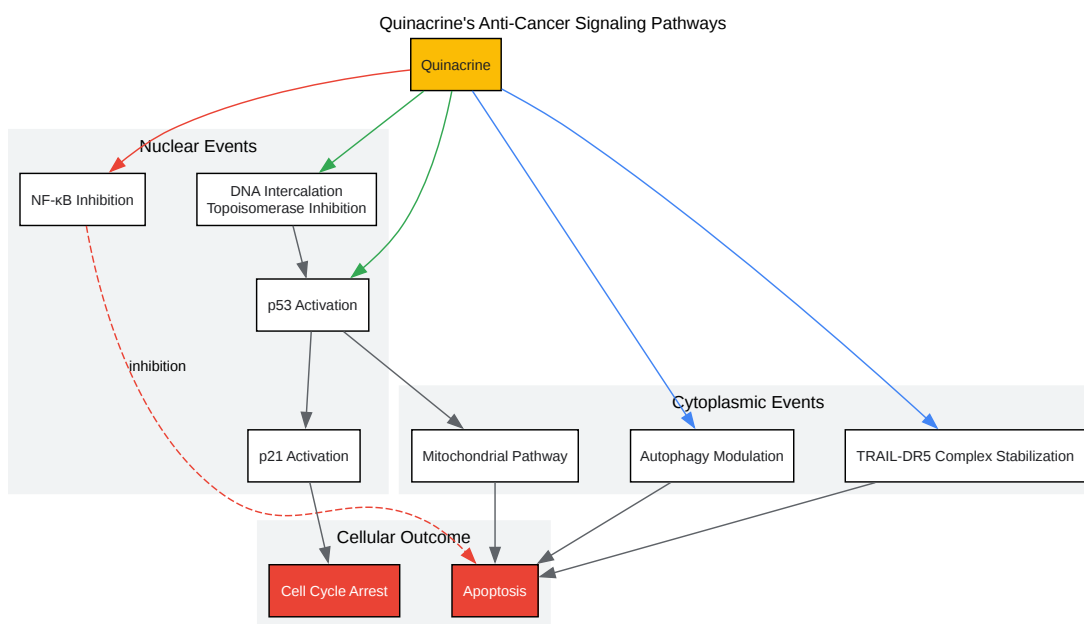 Quinacrine's Anti-Cancer Signaling Pathways
Quinacrine
Nuclear Events
NF-κB Inhibition
DNA Intercalation
Topoisomerase Inhibition
p53 Activation
inhibition
Cytoplasmic Events
p21 Activation
Mitochondrial Pathway
Autophagy Modulation
TRAIL-DR5 Complex Stabilization
Cellular Outcome
Cell Cycle Arrest
Apoptosis